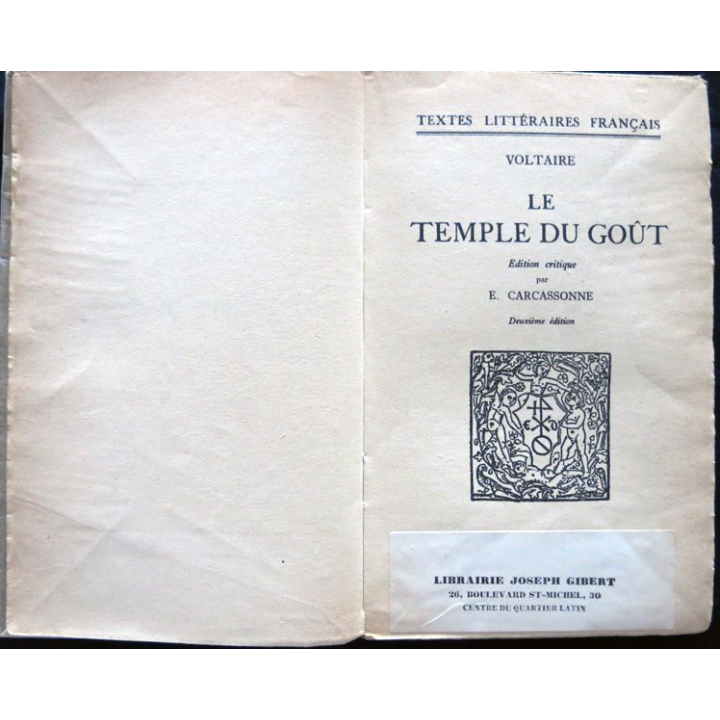 TEXTES LITTÉRAIRES FRANÇAIS
VOLTAIRE
LE
TEMPLE DU GOÛT
Edition critique
par
E. CARCASSONNE
Deuxième édition
LIBRAIRIE JOSEPH GIBERT
26, BOULEVARD ST-MICHEL, 30
CENTRE DU QUARTIER LATIN